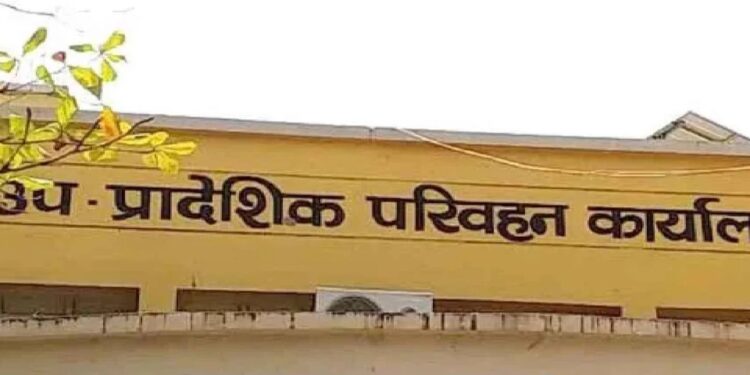 उप - प्रादेशिक परिवहन कार्याल